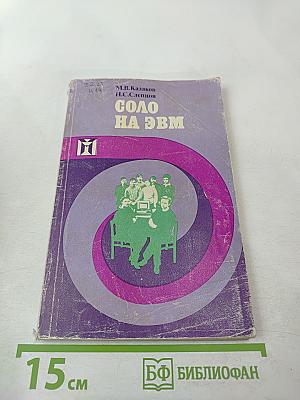 М.В.Казаков
Н.С.Слепцов
СОЛО
НА ЭВМ
15 см
БФ БИБЛИОФАН